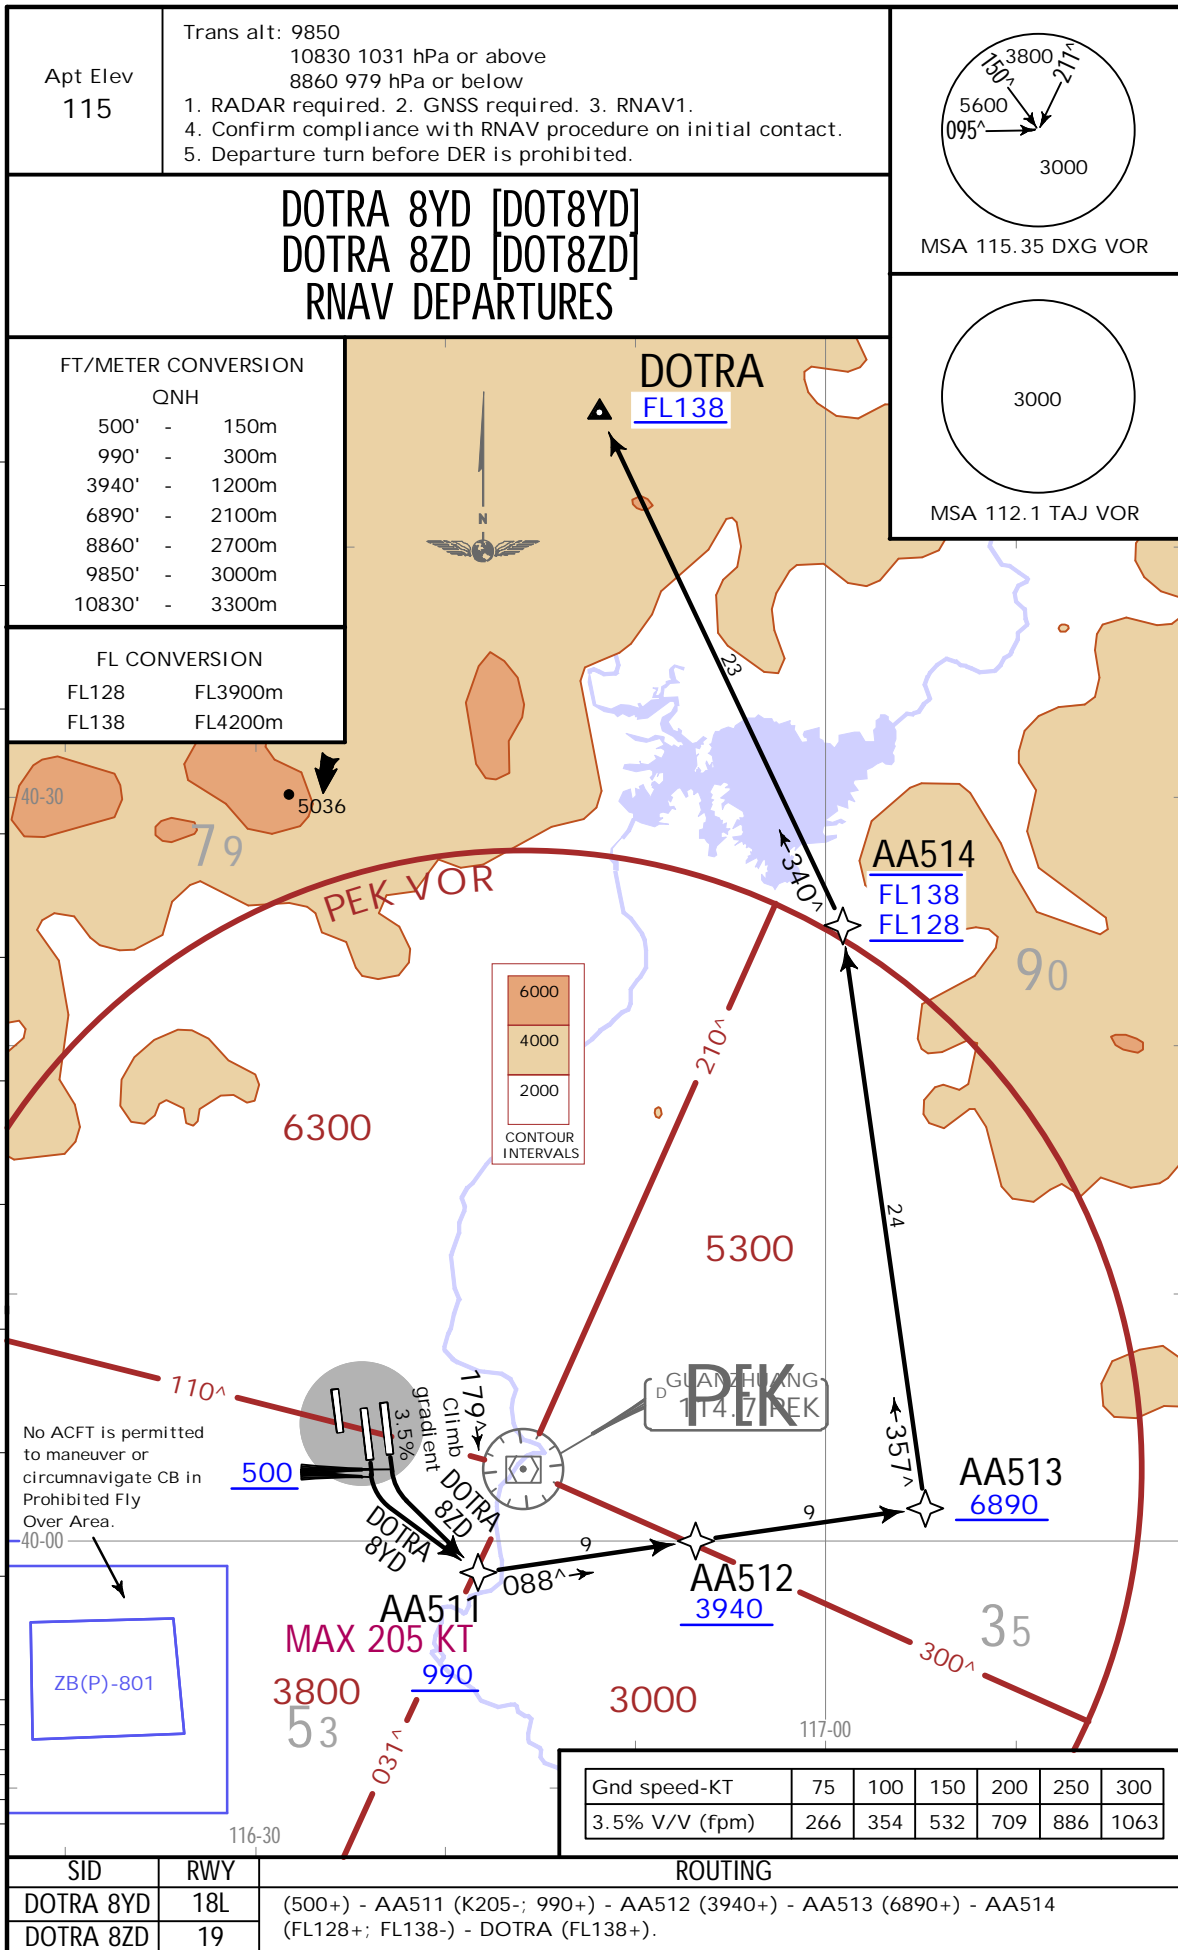 Apt Elev
115
Trans alt: 9850
10830 1031 hPa or above
8860 979 hPa or below
1. RADAR required. 2. GNSS required. 3. RNAV1.
4. Confirm compliance with RNAV procedure on initial contact.
5. Departure turn before DER is prohibited.
3800
150^
211^
5600
095^
3000
MSA 115.35 DXG VOR
DOTRA 8YD [DOT8YD]
DOTRA 8ZD [DOT8ZD]
RNAV DEPARTURES
3000
MSA 112.1 TAJ VOR
FT/METER CONVERSION
QNH
500' - 150m
990' - 300m
3940' - 1200m
6890' - 2100m
8860' - 2700m
9850' - 3000m
10830' - 3300m
FL CONVERSION
FL128 FL3900m
FL138 FL4200m
DOTRA
FL138
N
23
40-30
5036
79
PEK VOR
340^
AA514
FL138
FL128
90
6000
4000
2000
CONTOUR
INTERVALS
210^
6300
24
5300
110^
3.5%
Climb
gradient
179^
D
GUANZHUANG
114.7 PEK
PEK
357^
No ACFT is permitted
to maneuver or
circumnavigate CB in
Prohibited Fly
Over Area.
500
DOTRA
8ZD
DOTRA
8YD
AA513
6890
9
9
40-00
088^
AA511
MAX 205 KT
990
AA512
3940
35
300^
ZB(P)-801
3800
53
3000
031^
117-00
116-30
Gnd speed-KT 75 100 150 200 250 300
3.5% V/V (fpm) 266 354 532 709 886 1063
SID RWY ROUTING
DOTRA 8YD 18L
DOTRA 8ZD 19
(500+) - AA511 (K205-; 990+) - AA512 (3940+) - AA513 (6890+) - AA514
(FL128+; FL138-) - DOTRA (FL138+).